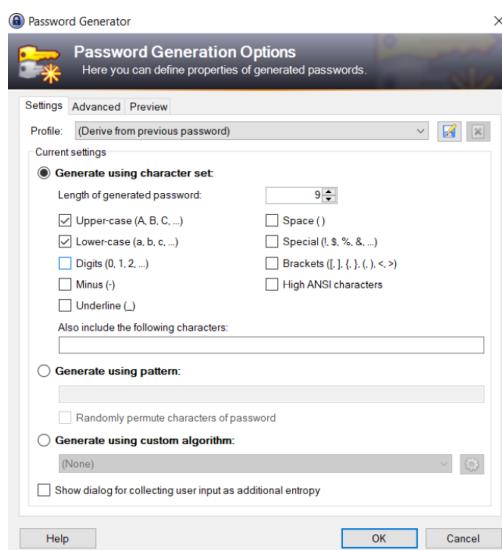 Password Generator
Password Generation Options
Here you can define properties of generated passwords.
Settings Advanced Preview
Profile: (Derive from previous password)
Current settings
Generate using character set:
Length of generated password: 9
Upper-case (A, B, C, ...) Space ( )
Lower-case (a, b, c, ...) Special (!, $, %, &, ...)
Digits (0, 1, 2, ...) Brackets ([, ], {, }, (, ), <, >)
Minus (-) High ANSI characters
Underline (_)
Also include the following characters:
Generate using pattern:
Randomly permute characters of password
Generate using custom algorithm:
(None)
Show dialog for collecting user input as additional entropy
Help OK Cancel